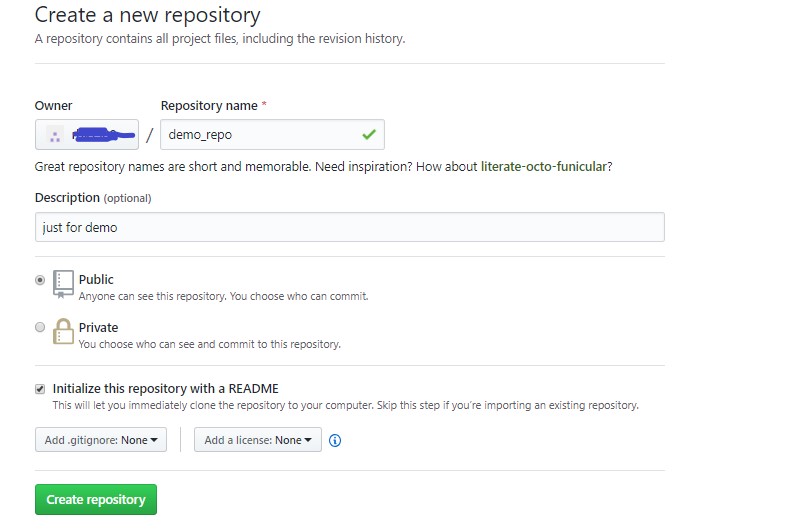 Create a new repository
A repository contains all project files, including the revision history.
Owner
Repository name *
/
demo_repo
Great repository names are short and memorable. Need inspiration? How about literate-octo-funicular?
Description (optional)
just for demo
Public
Anyone can see this repository. You choose who can commit.
Private
You choose who can see and commit to this repository.
Initialize this repository with a README
This will let you immediately clone the repository to your computer. Skip this step if you're importing an existing repository.
Add .gitignore: None
Add a license: None
Create repository